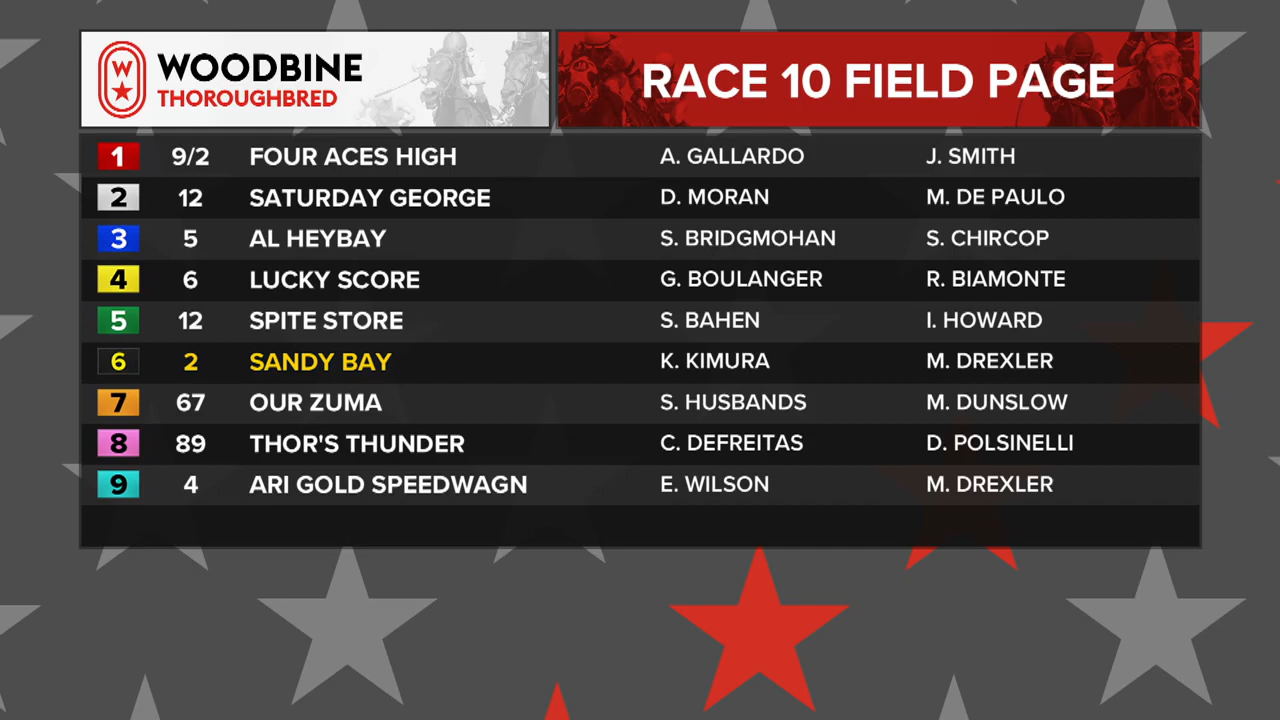 W
WOODBINE
THOROUGHBRED
RACE 10 FIELD PAGE
1 9/2 FOUR ACES HIGH A. GALLARDO J. SMITH
2 12 SATURDAY GEORGE D. MORAN M. DE PAULO
3 5 AL HEYBAY S. BRIDGMOHAN S. CHIRCOP
4 6 LUCKY SCORE G. BOULANGER R. BIAMONTE
5 12 SPITE STORE S. BAHEN I. HOWARD
6 2 SANDY BAY K. KIMURA M. DREXLER
7 67 OUR ZUMA S. HUSBANDS M. DUNSLOW
8 89 THOR'S THUNDER C. DEFREITAS D. POLSINELLI
9 4 ARI GOLD SPEEDWAGN E. WILSON M. DREXLER